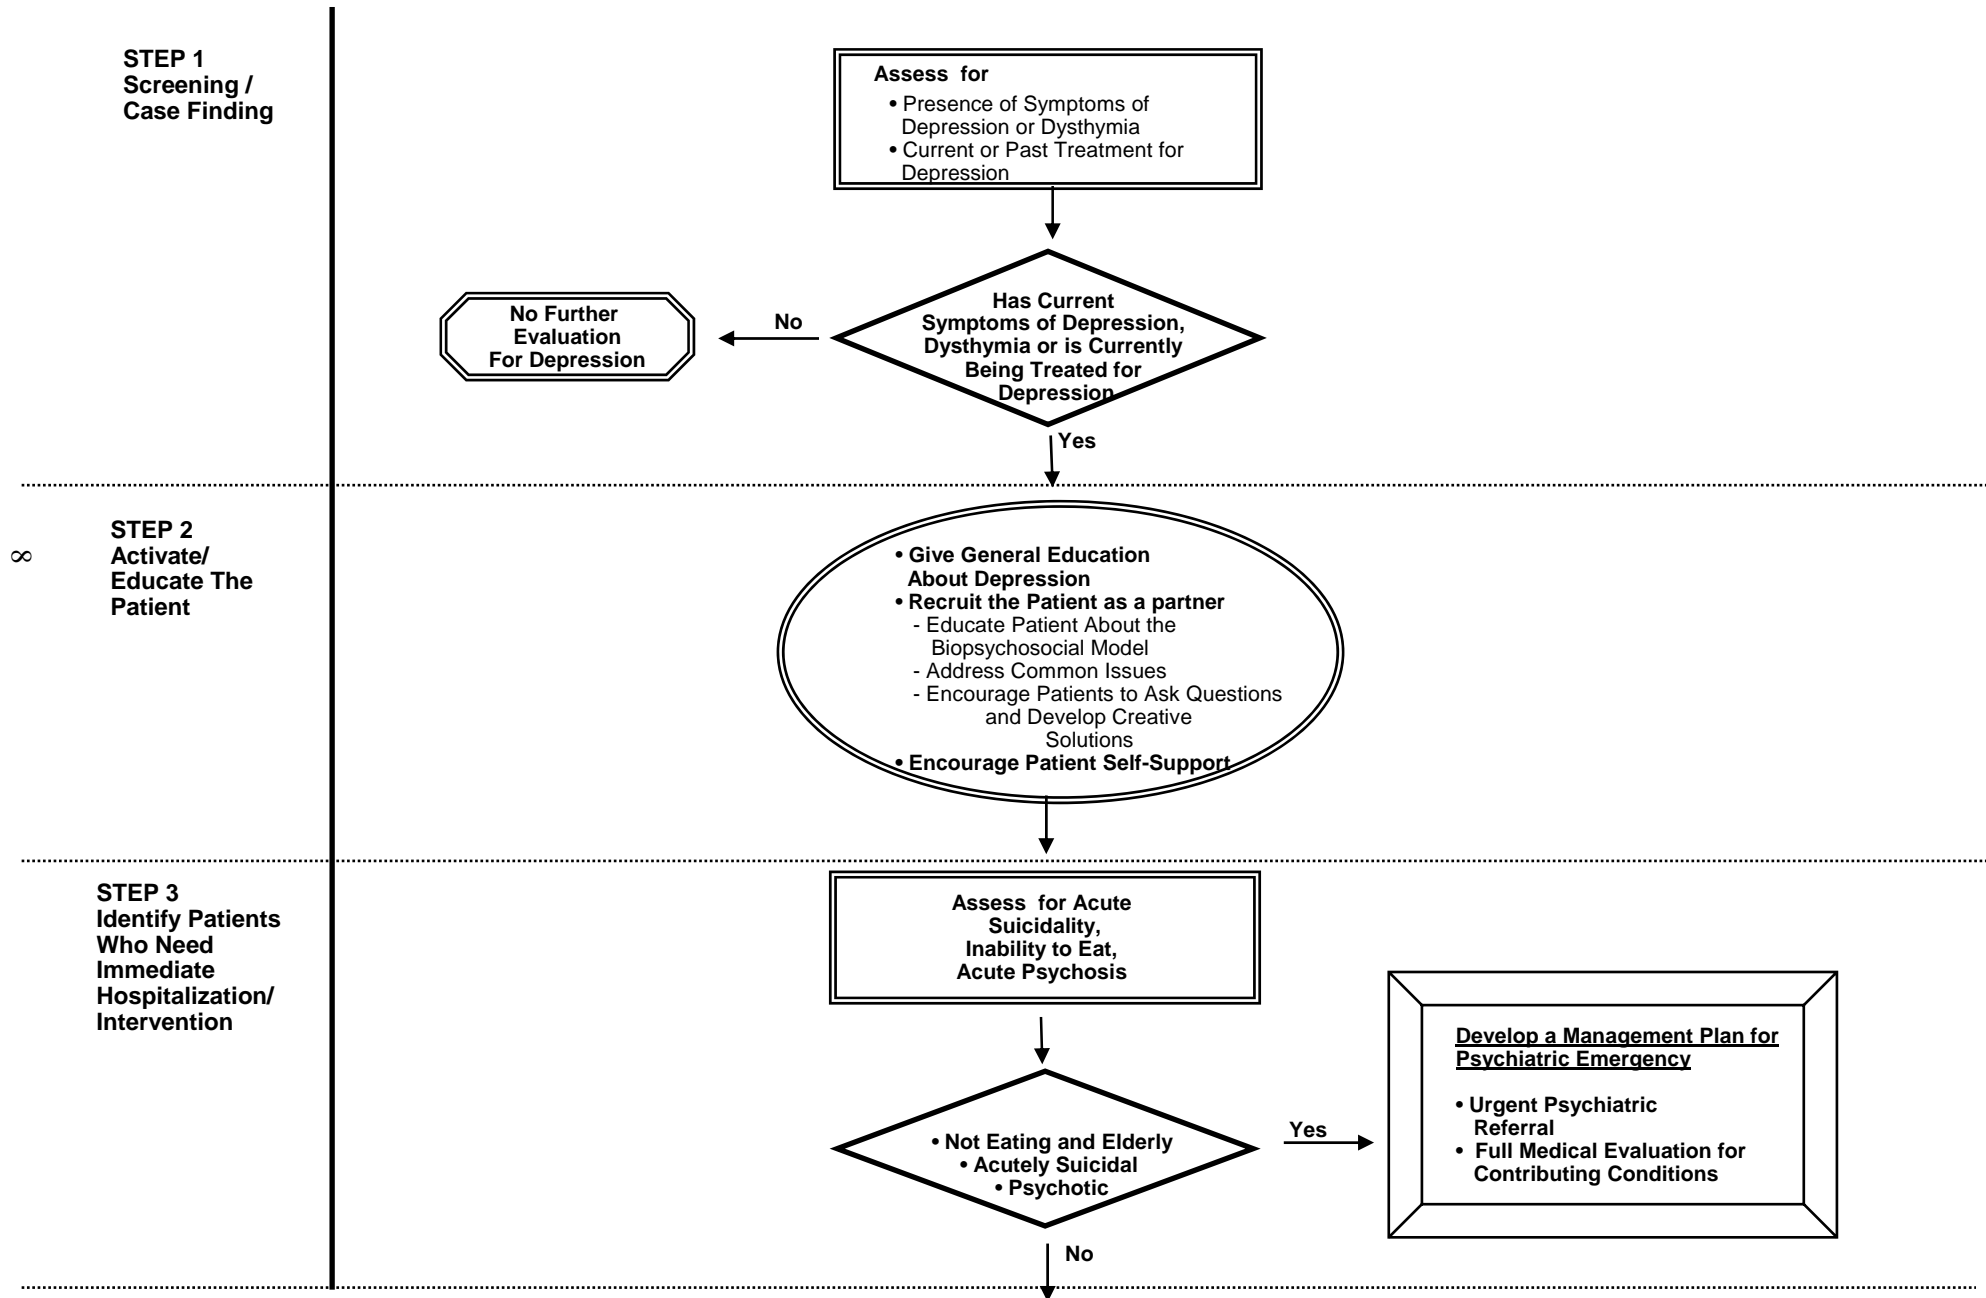 STEP 1
Screening /
Case Finding
Assess for
• Presence of Symptoms of
Depression or Dysthymia
• Current or Past Treatment for
Depression
Has Current
Symptoms of Depression,
Dysthymia or is Currently
Being Treated for
Depression
No
No Further
Evaluation
For Depression
Yes
8
STEP 2
Activate/
Educate The
Patient
• Give General Education
About Depression
• Recruit the Patient as a partner
- Educate Patient About the
Biopsychosocial Model
- Address Common Issues
- Encourage Patients to Ask Questions
and Develop Creative
Solutions
• Encourage Patient Self-Support
STEP 3
Identify Patients
Who Need
Immediate
Hospitalization/
Intervention
Assess for Acute
Suicidality,
Inability to Eat,
Acute Psychosis
• Not Eating and Elderly
• Acutely Suicidal
• Psychotic
Yes
Develop a Management Plan for
Psychiatric Emergency
• Urgent Psychiatric
Referral
• Full Medical Evaluation for
Contributing Conditions
No